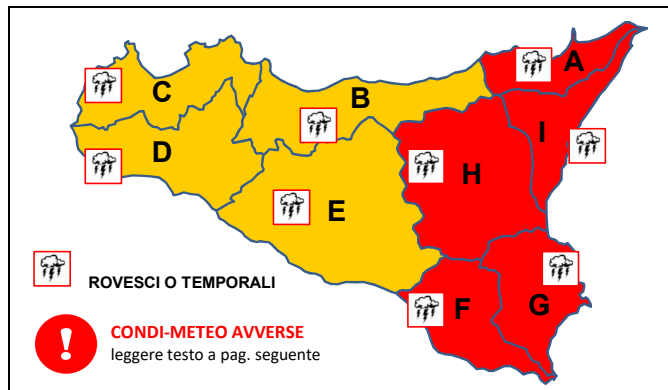 A
B
C
I
D
H
E
F
G
ROVESCI O TEMPORALI
! CONDI-METEO AVVERSE
leggere testo a pag. seguente